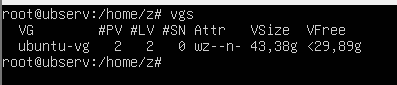 root@ubserv:/home/z# vgs
VG #PV #LV #SN Attr VSize VFree
ubuntu-vg 2 2 0 wz--n- 43,38g <29,89g
root@ubserv:/home/z#